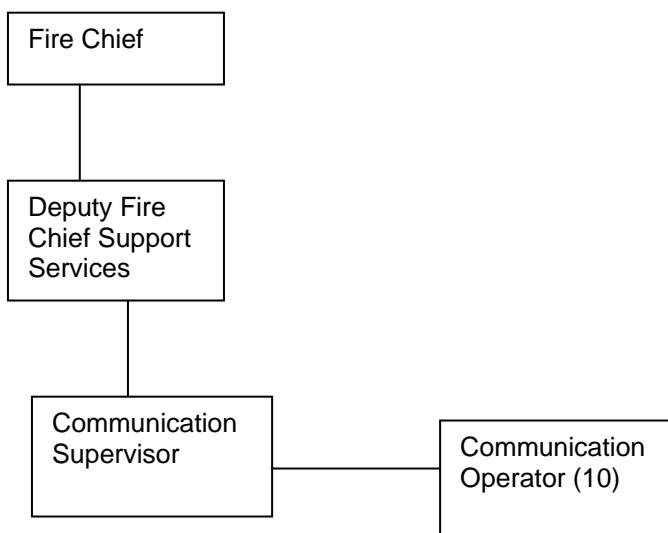 Fire Chief
Deputy Fire
Chief Support
Services
Communication
Supervisor
Communication
Operator (10)